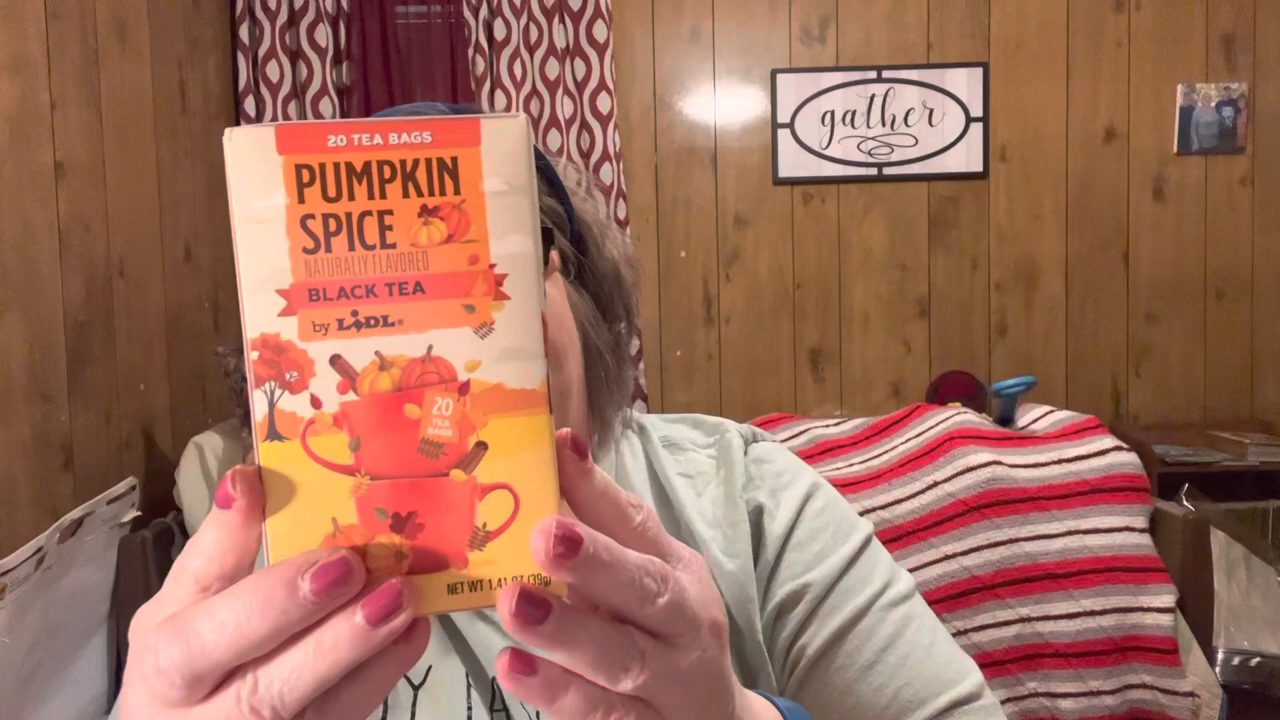 20 TEA BAGS
PUMPKIN
SPICE
NATURALLY FLAVORED
BLACK TEA
by LIDL®
20
TEA
BAGS
NET WT 1.41 OZ (39g)
gather